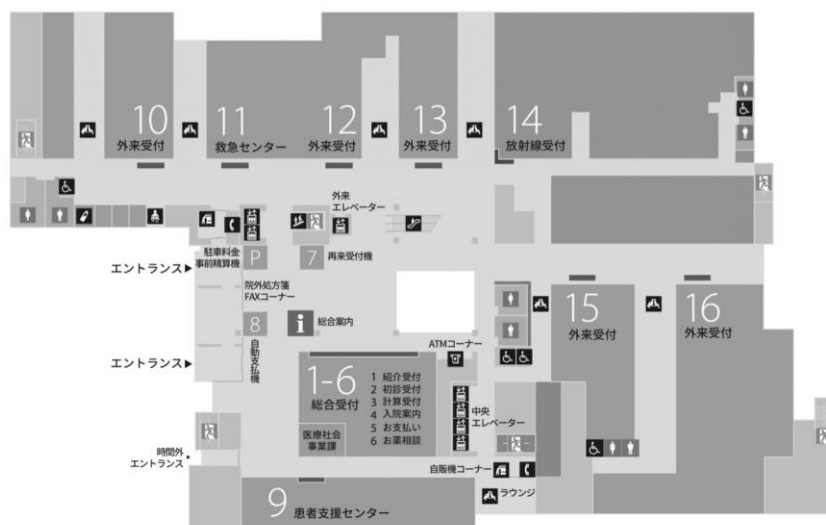 10
外来受付
11
救急センター
12
外来受付
13
外来受付
14
放射線受付
外来
エレベーター
駐車料金
事前精算機
P
7
再来受付機
エントランス▶
院外処方箋
FAXコーナー
8
自動支払機
i
総合案内
エントランス▶
ATMコーナー
15
外来受付
16
外来受付
1-6
総合受付
1 紹介受付
2 初診受付
3 計算受付
4 入院案内
5 お支払い
6 お薬相談
医療社会
事業課
中央
エレベーター
時間外
エントランス
自販機コーナー
ラウンジ
9
患者支援センター